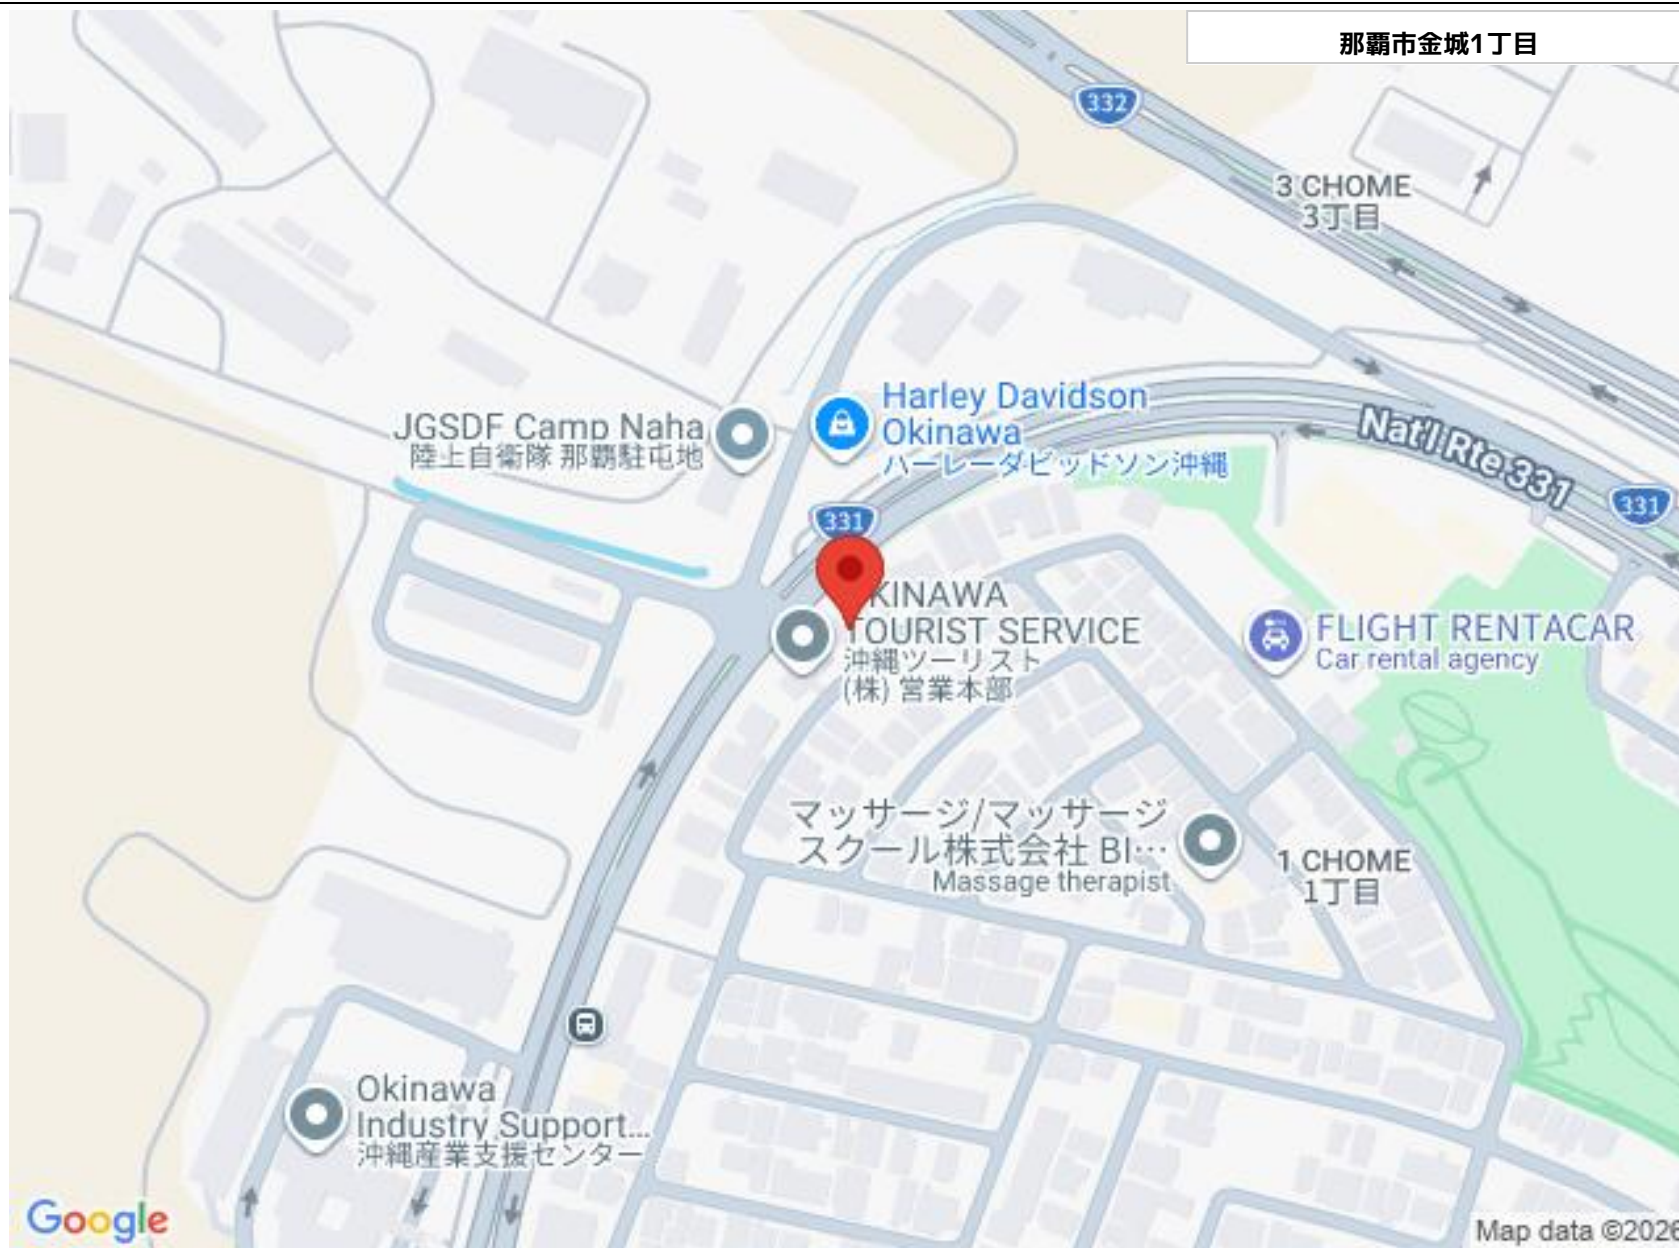 那覇市金城1丁目
332
3 CHOME
3丁目
Harley Davidson
Okinawa
ハーレーダビッドソン沖縄
JGSDF Camp Naha
陸上自衛隊 那覇駐屯地
Nat'l Rte 331
331
331
KINAWA
TOURIST SERVICE
沖縄ツーリスト
(株) 営業本部
FLIGHT RENTACAR
Car rental agency
マッサージ/マッサージ
スクール株式会社 BI…
Massage therapist
1 CHOME
1丁目
Okinawa
Industry Support...
沖縄産業支援センター
Google
Map data ©2026